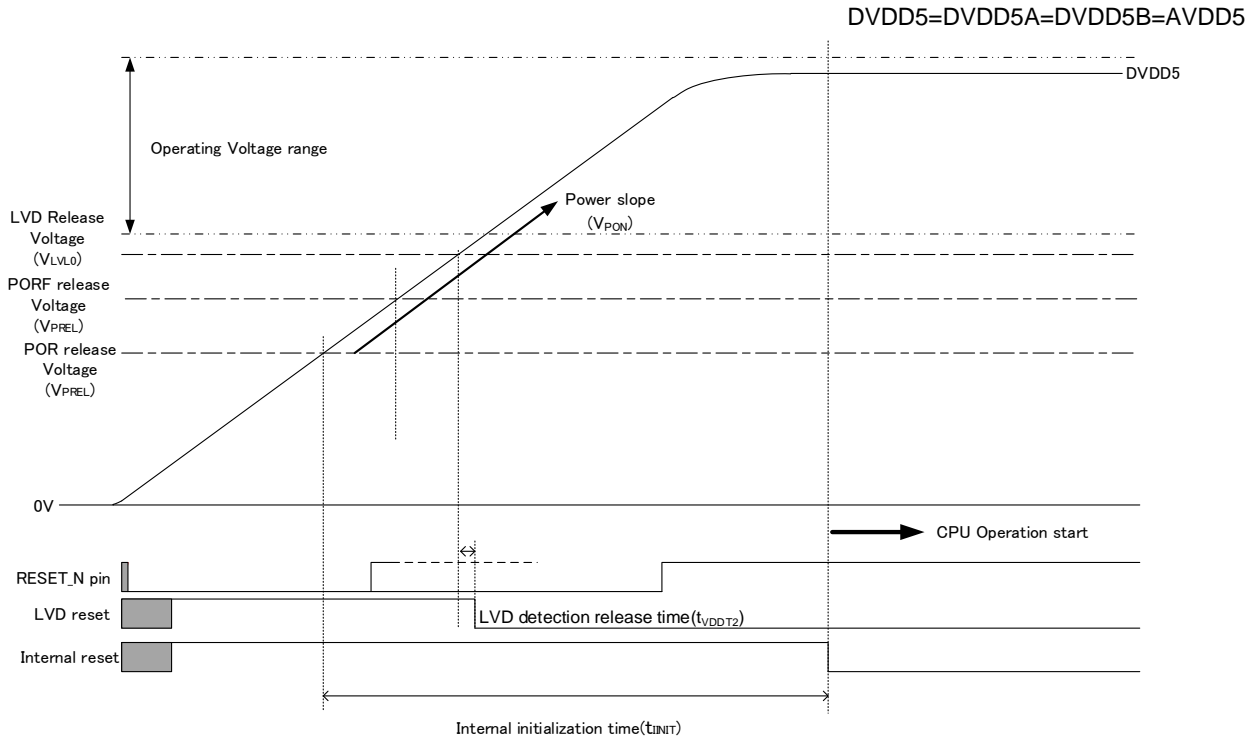 DVDD5=DVDD5A=DVDD5B=AVDD5
DVDD5
Operating Voltage range
Power slope
(VPON)
LVD Release
Voltage
(VLVL0)
PORF release
Voltage
(VPREL)
POR release
Voltage
(VPREL)
0V
CPU Operation start
RESET_N pin
LVD reset
LVD detection release time(tVDDT2)
Internal reset
Internal initialization time(tIINIT)